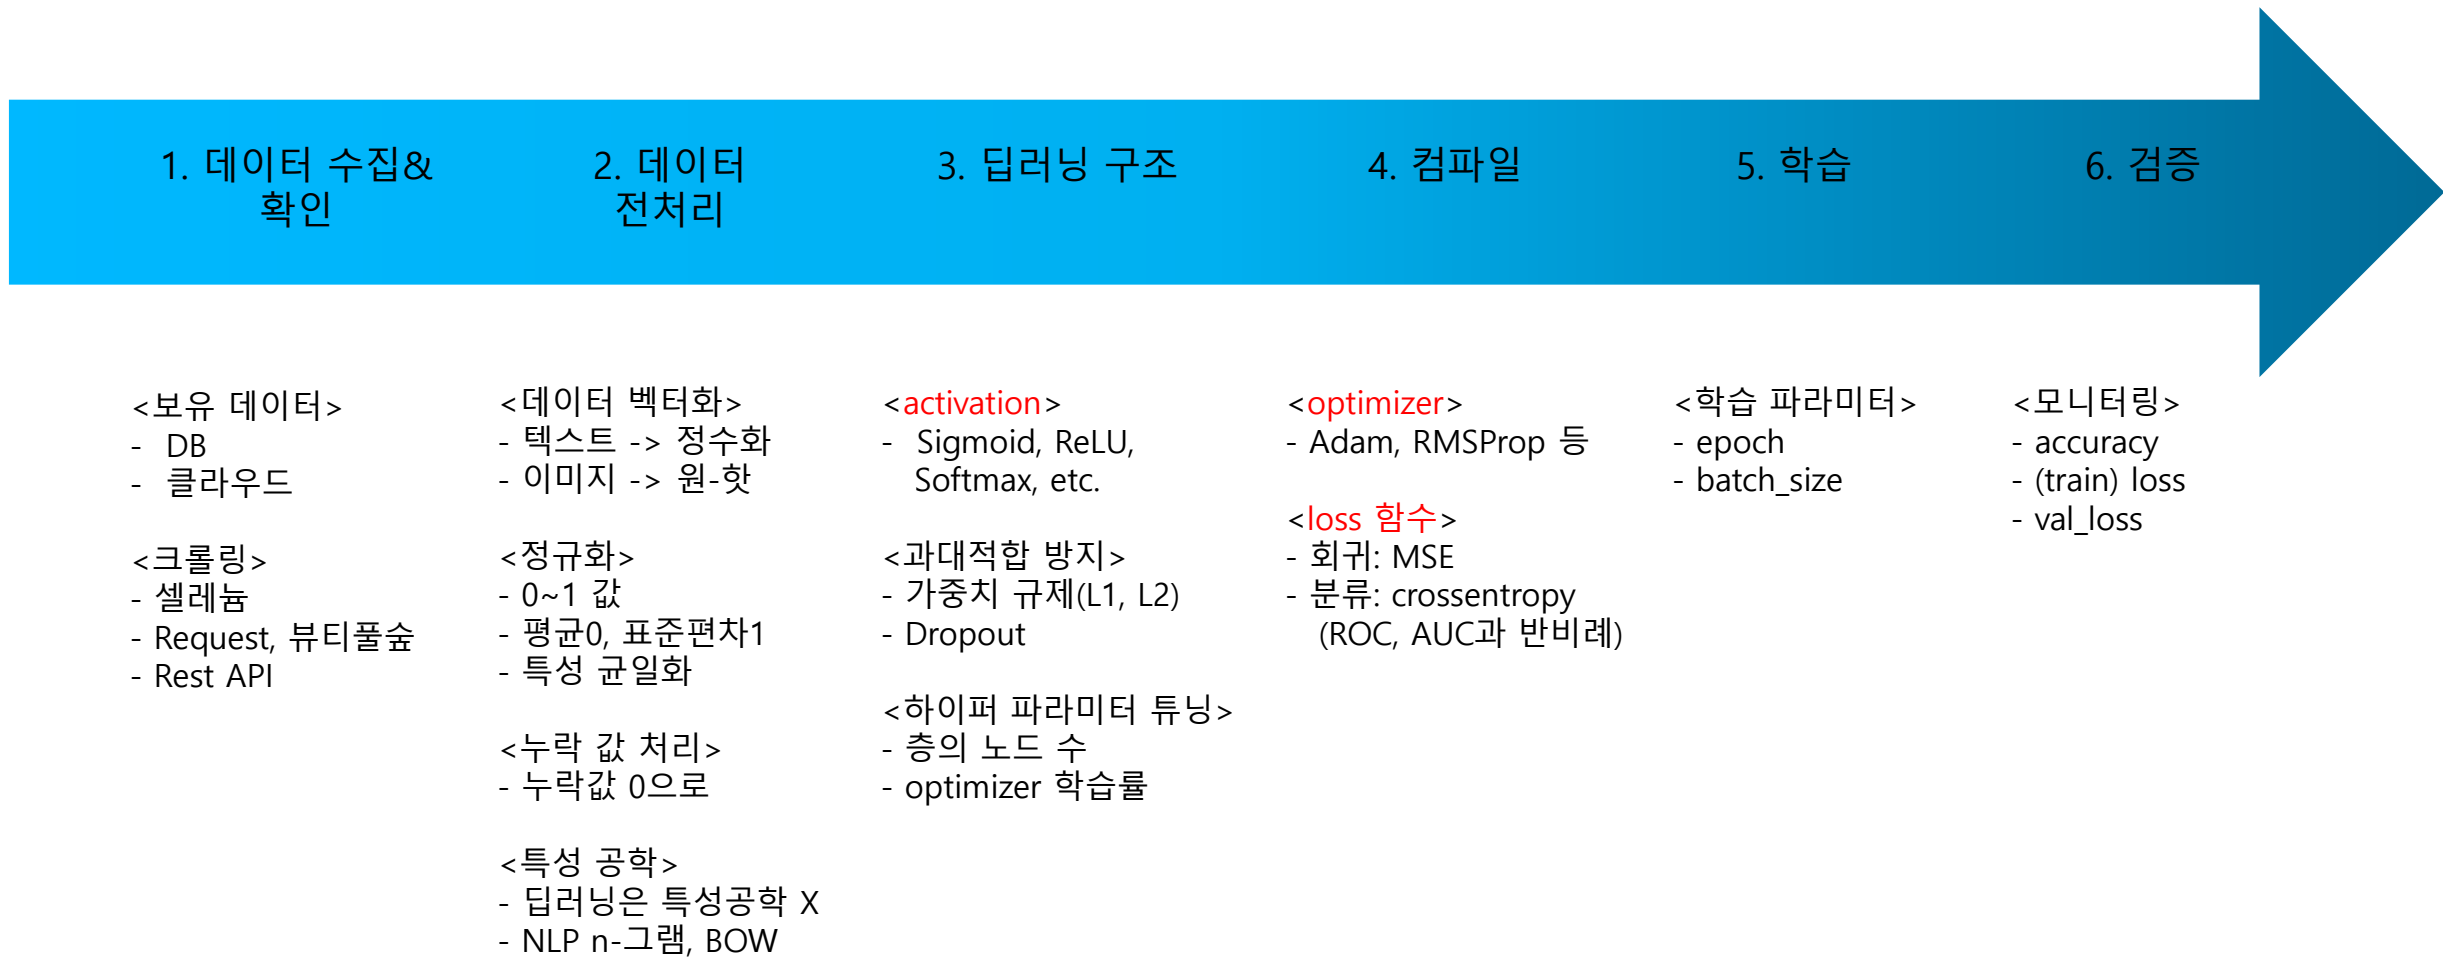 1. 데이터 수집&
확인
2. 데이터
전처리
3. 딥러닝 구조
4. 컴파일
5. 학습
6. 검증
<보유 데이터>
- DB
- 클라우드
<크롤링>
- 셀레늄
- Request, 뷰티풀숲
- Rest API
<데이터 벡터화>
- 텍스트 -> 정수화
- 이미지 -> 원-핫
<정규화>
- 0~1 값
- 평균0, 표준편차1
- 특성 균일화
<누락 값 처리>
- 누락값 0으로
<특성 공학>
- 딥러닝은 특성공학 X
- NLP n-그램, BOW
<activation>
- Sigmoid, ReLU,
Softmax, etc.
<과대적합 방지>
- 가중치 규제(L1, L2)
- Dropout
<하이퍼 파라미터 튜닝>
- 층의 노드 수
- optimizer 학습률
<optimizer>
- Adam, RMSProp 등
<loss 함수>
- 회귀: MSE
- 분류: crossentropy
(ROC, AUC과 반비례)
<학습 파라미터>
- epoch
- batch_size
<모니터링>
- accuracy
- (train) loss
- val_loss